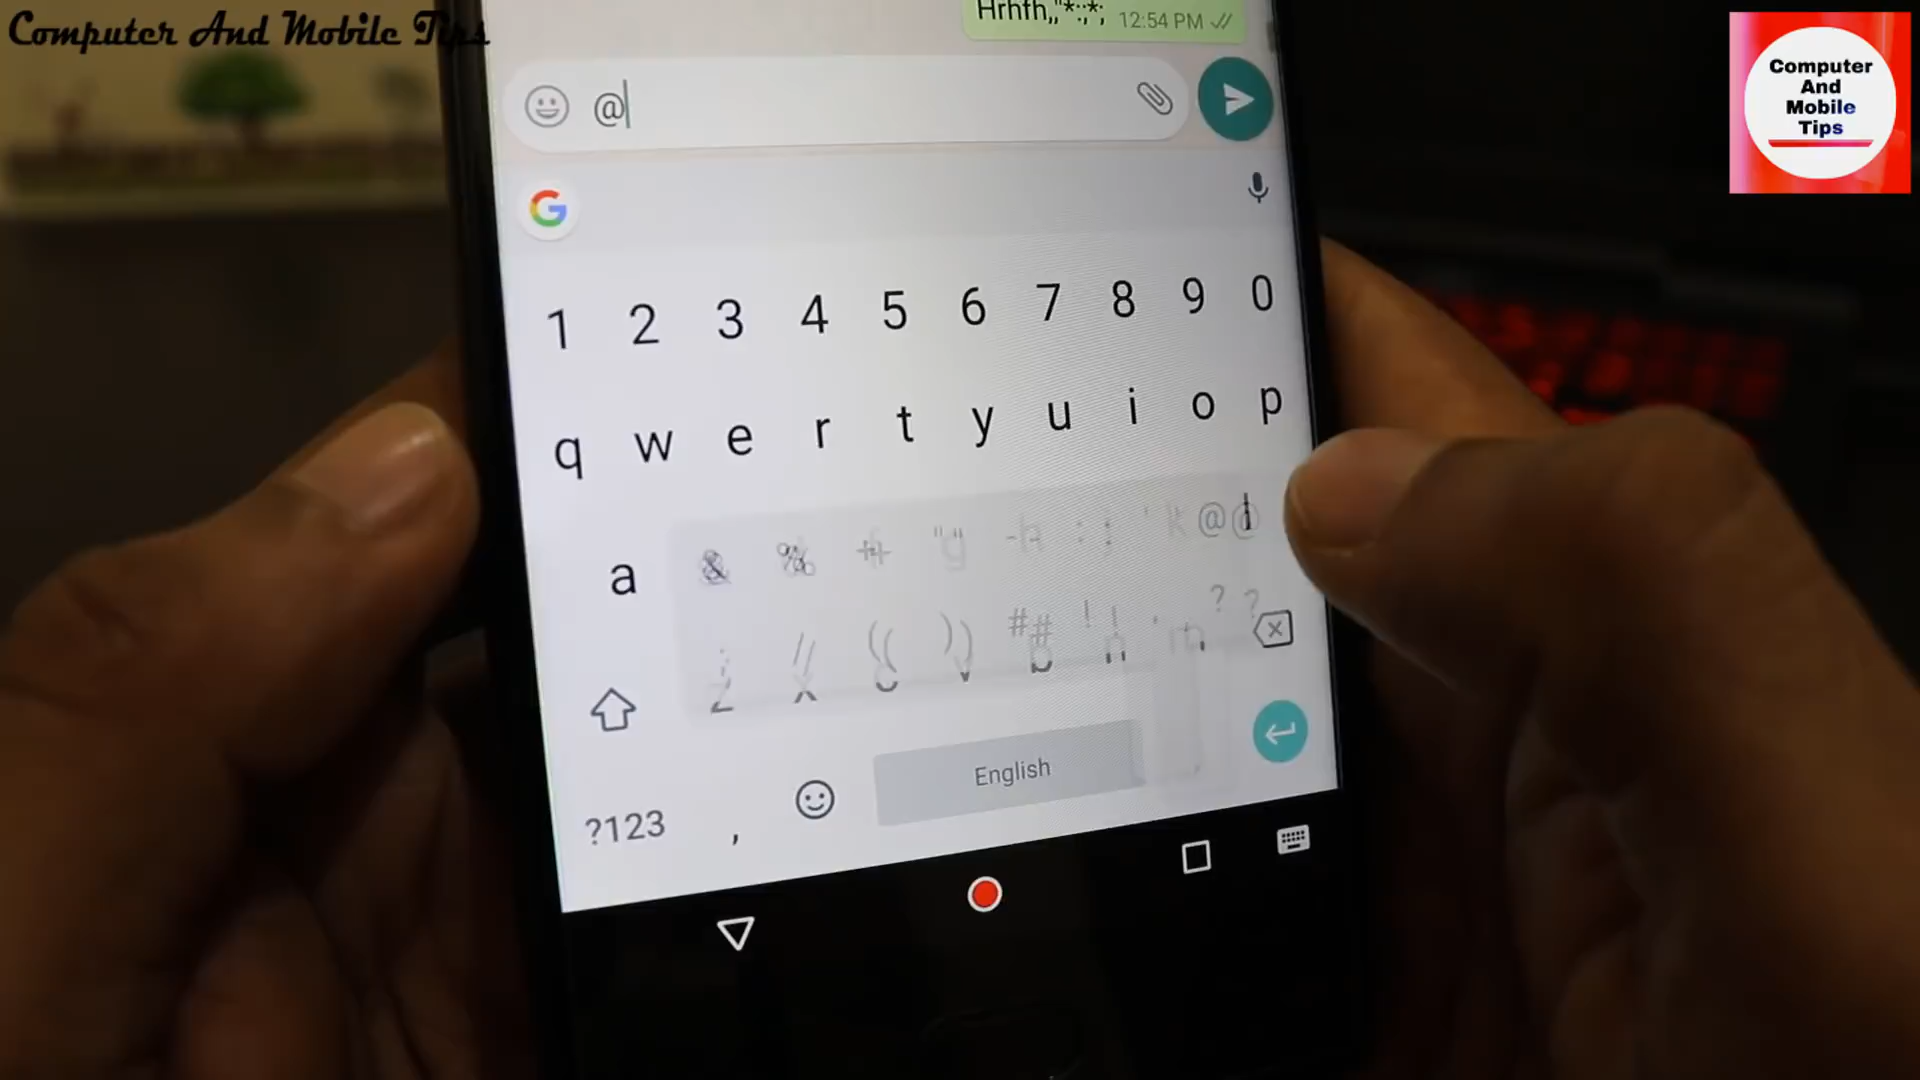 Computer And Mobile Tips
Computer
And
Mobile
Tips
Hrhfh,,"*:;*; 12:54 PM
@
G
1 2 3 4 5 6 7 8 9 0
q w e r t y u i o p
a & % + " - : ' @
; / ( ) # ! ?
?123 , English